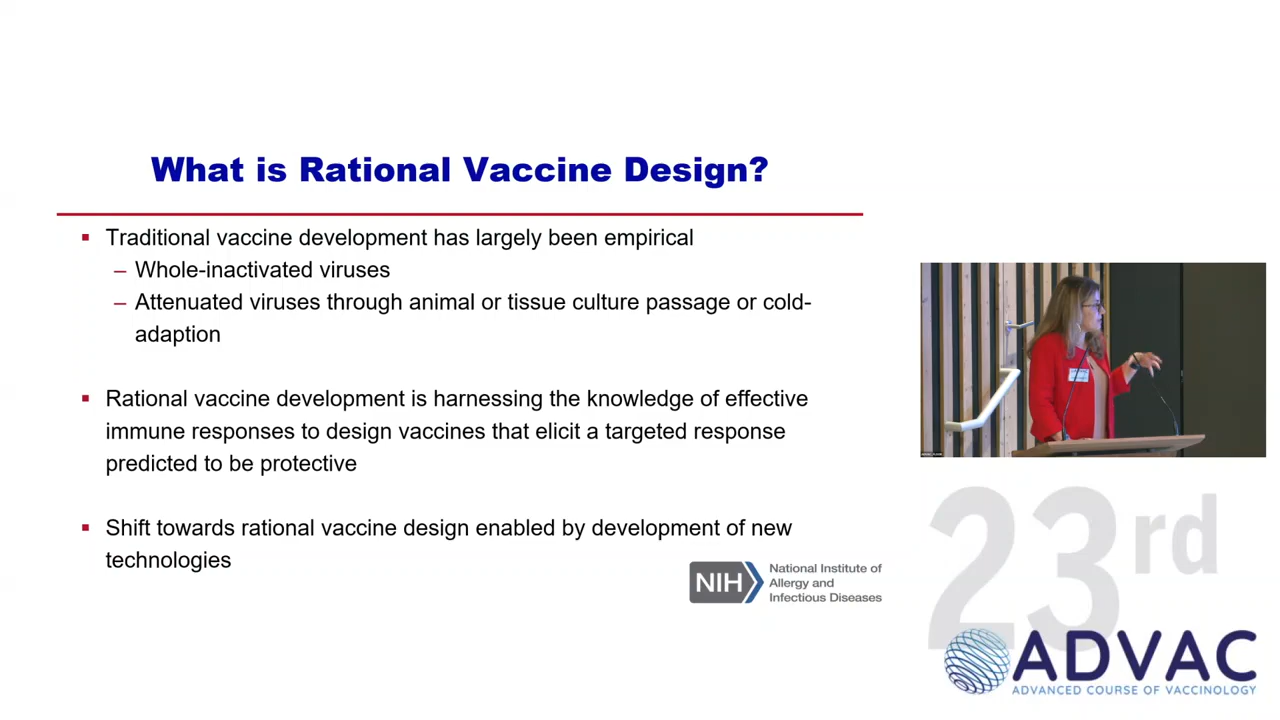 What is Rational Vaccine Design?
Traditional vaccine development has largely been empirical
Whole-inactivated viruses
Attenuated viruses through animal or tissue culture passage or cold-
adaption
Rational vaccine development is harnessing the knowledge of effective
immune responses to design vaccines that elicit a targeted response
predicted to be protective
Shift towards rational vaccine design enabled by development of new
technologies
NIH
National Institute of
Allergy and
Infectious Diseases
23rd
ADVAC
ADVANCED COURSE OF VACCINOLOGY